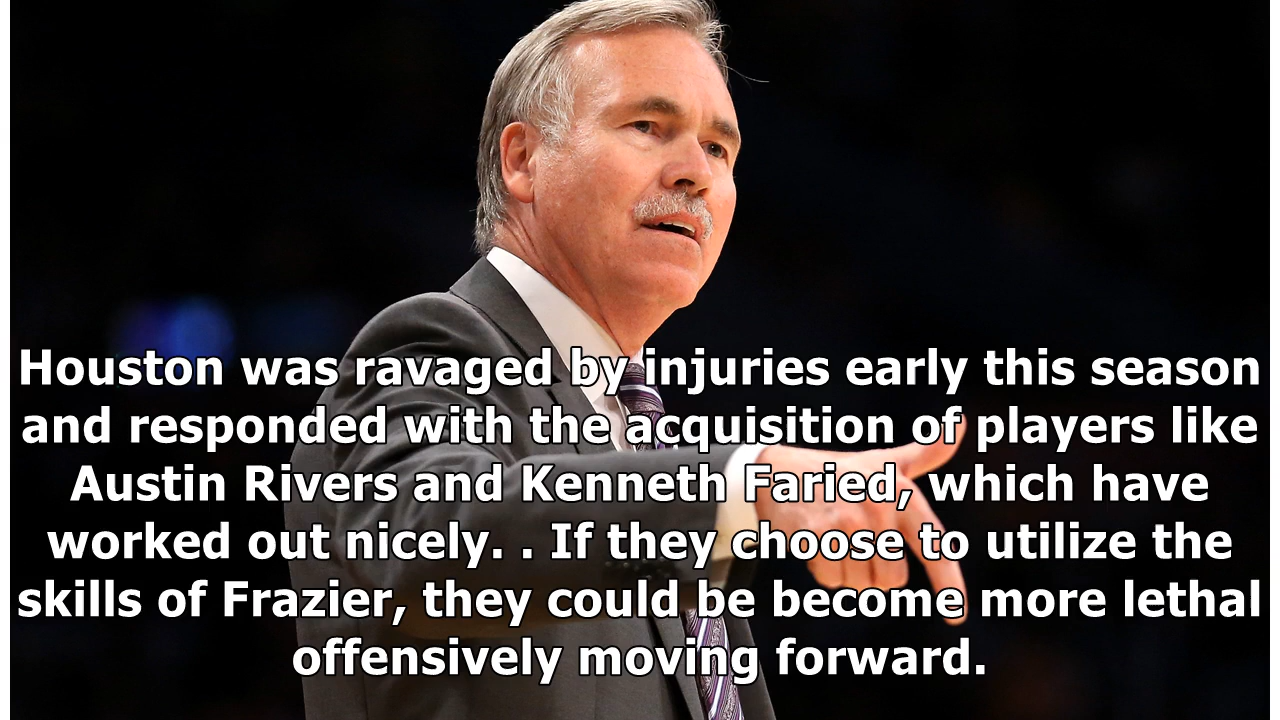 Houston was ravaged by injuries early this season
and responded with the acquisition of players like
Austin Rivers and Kenneth Faried, which have
worked out nicely. . If they choose to utilize the
skills of Frazier, they could be become more lethal
offensively moving forward.